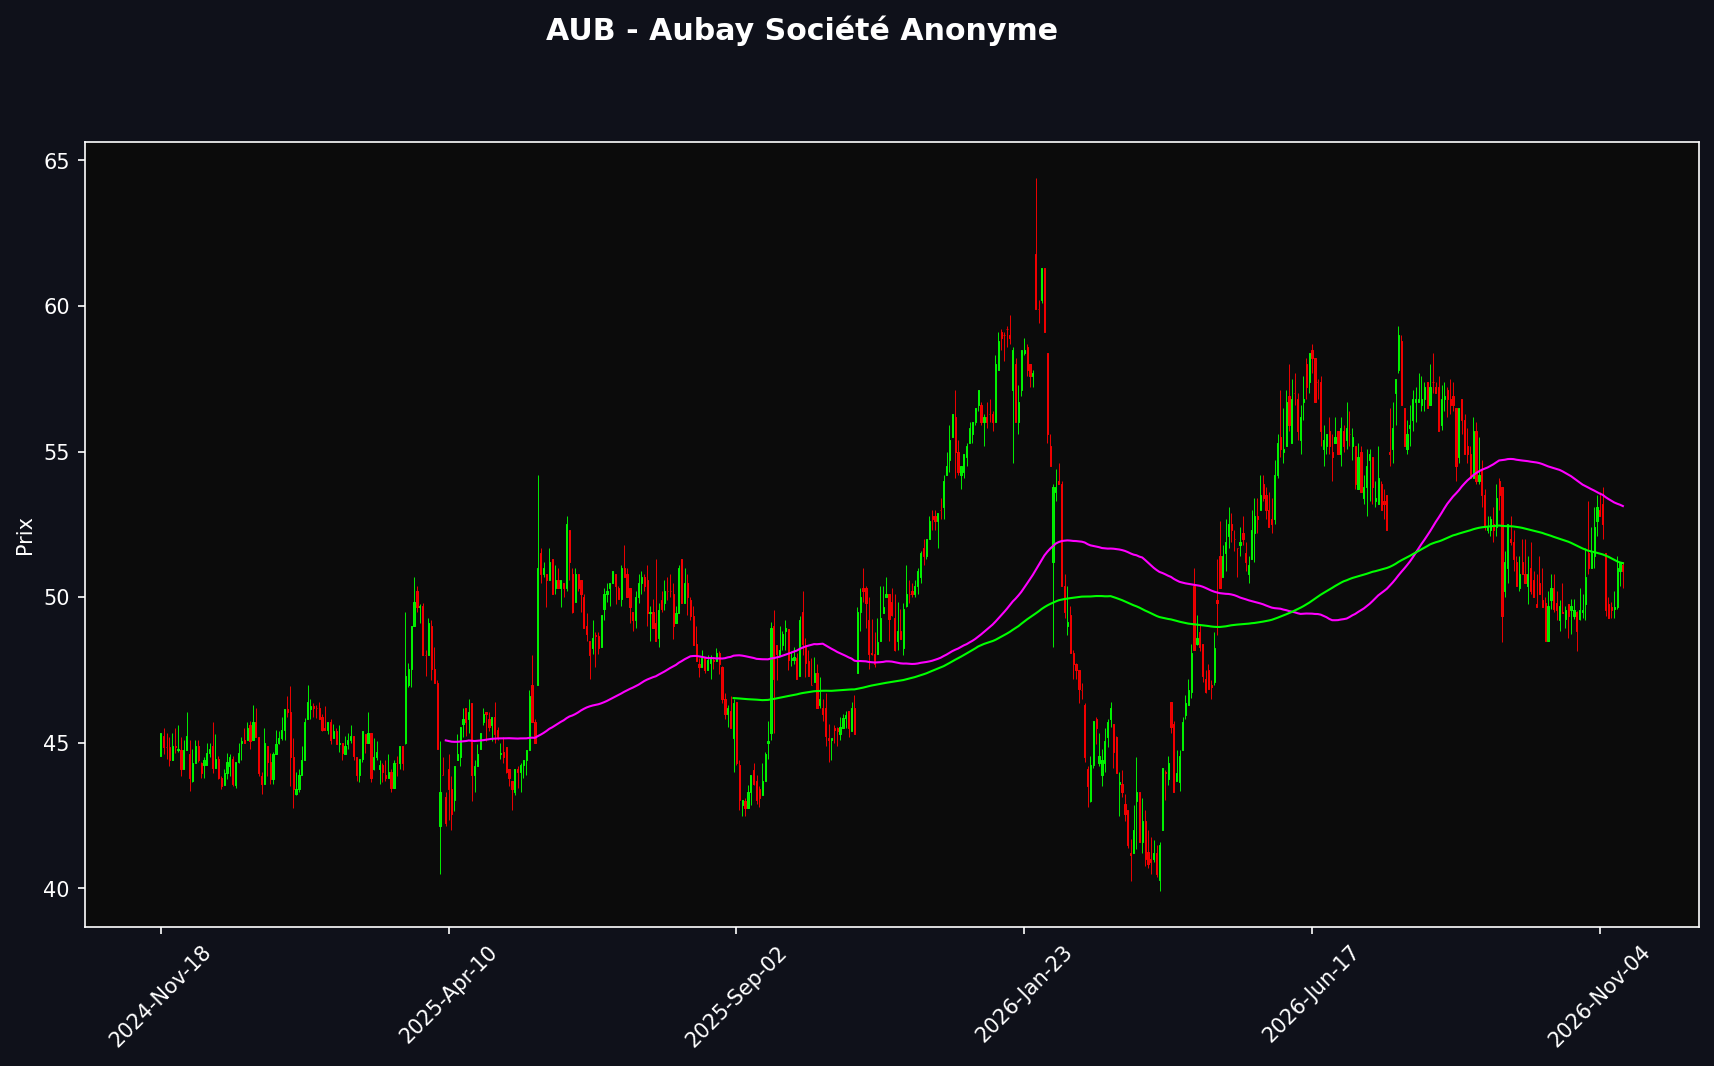 AUB - Aubay Société Anonyme
65
60
55
50
45
40
Prix
2024-Nov-18
2025-Apr-10
2025-Sep-02
2026-Jan-23
2026-Jun-17
2026-Nov-04